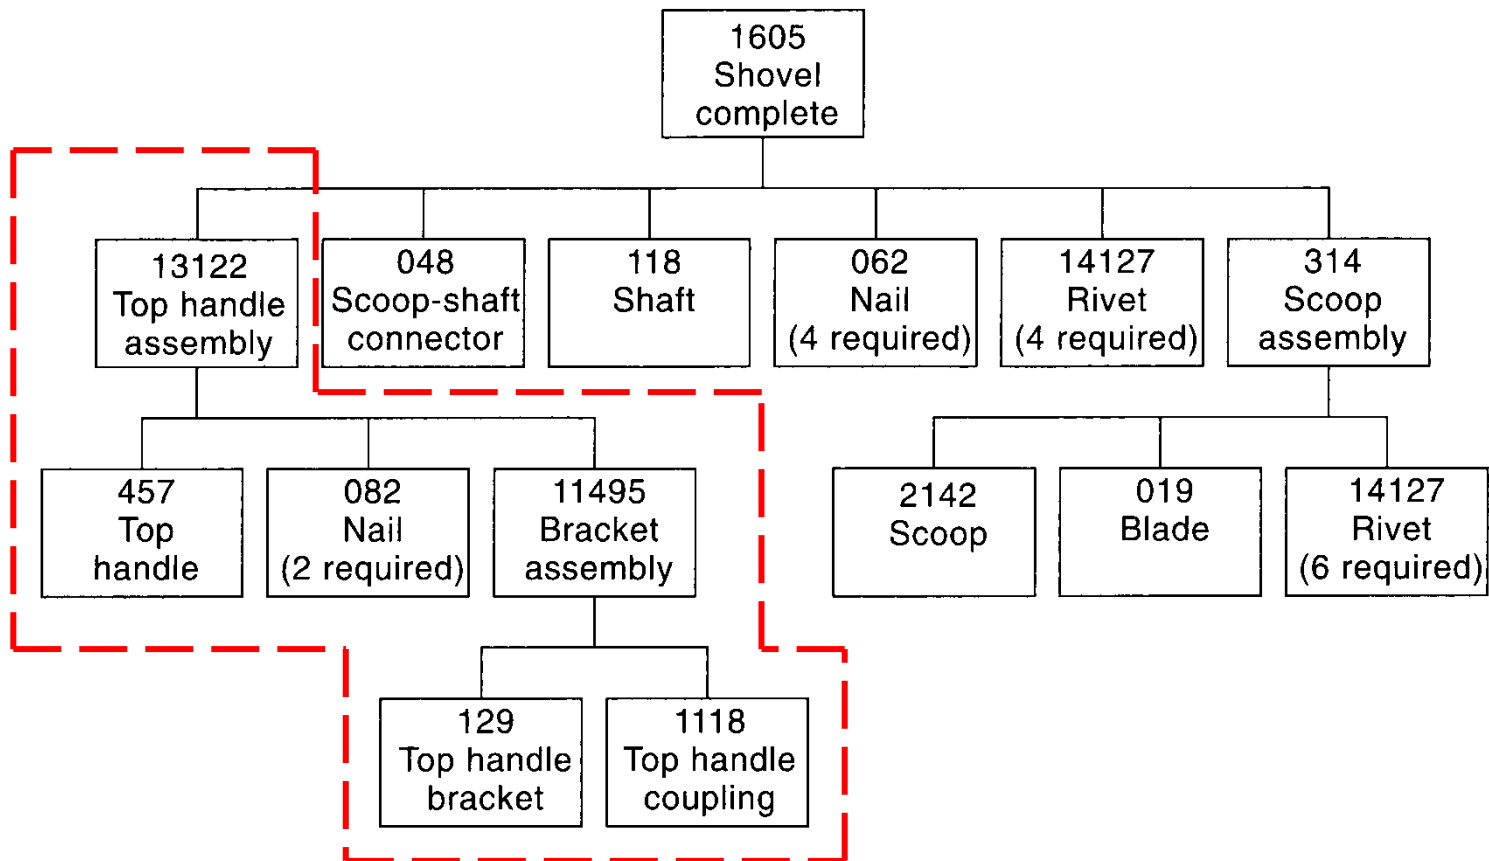 1605
Shovel
complete
13122
Top handle
assembly
048
Scoop-shaft
connector
118
Shaft
062
Nail
(4 required)
14127
Rivet
(4 required)
314
Scoop
assembly
457
Top
handle
082
Nail
(2 required)
11495
Bracket
assembly
2142
Scoop
019
Blade
14127
Rivet
(6 required)
129
Top handle
bracket
1118
Top handle
coupling